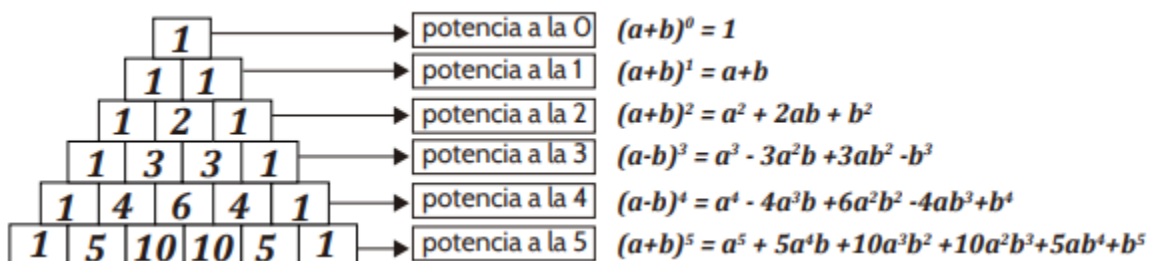 1 potencia a la 0 (a+b)⁰ = 1
1 1 potencia a la 1 (a+b)¹ = a+b
1 2 1 potencia a la 2 (a+b)² = a² + 2ab + b²
1 3 3 1 potencia a la 3 (a-b)³ = a³ - 3a²b +3ab² -b³
1 4 6 4 1 potencia a la 4 (a-b)⁴ = a⁴ - 4a³b +6a²b² -4ab³+b⁴
1 5 10 10 5 1 potencia a la 5 (a+b)⁵ = a⁵ + 5a⁴b +10a³b² +10a²b³+5ab⁴+b⁵